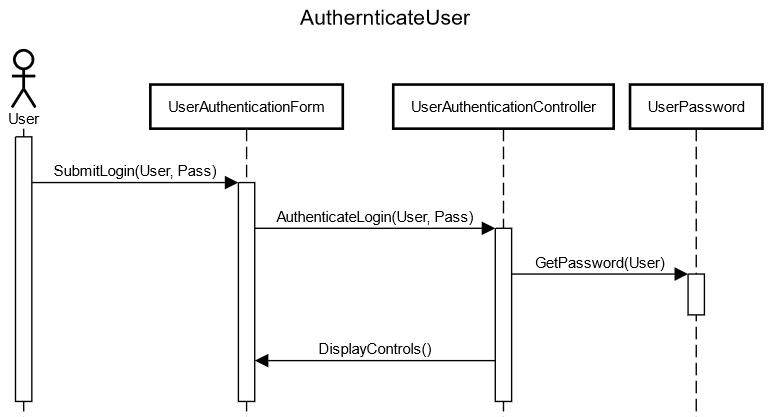 AuthernticateUser
User
UserAuthenticationForm
UserAuthenticationController
UserPassword
SubmitLogin(User, Pass)
AuthenticateLogin(User, Pass)
GetPassword(User)
DisplayControls()